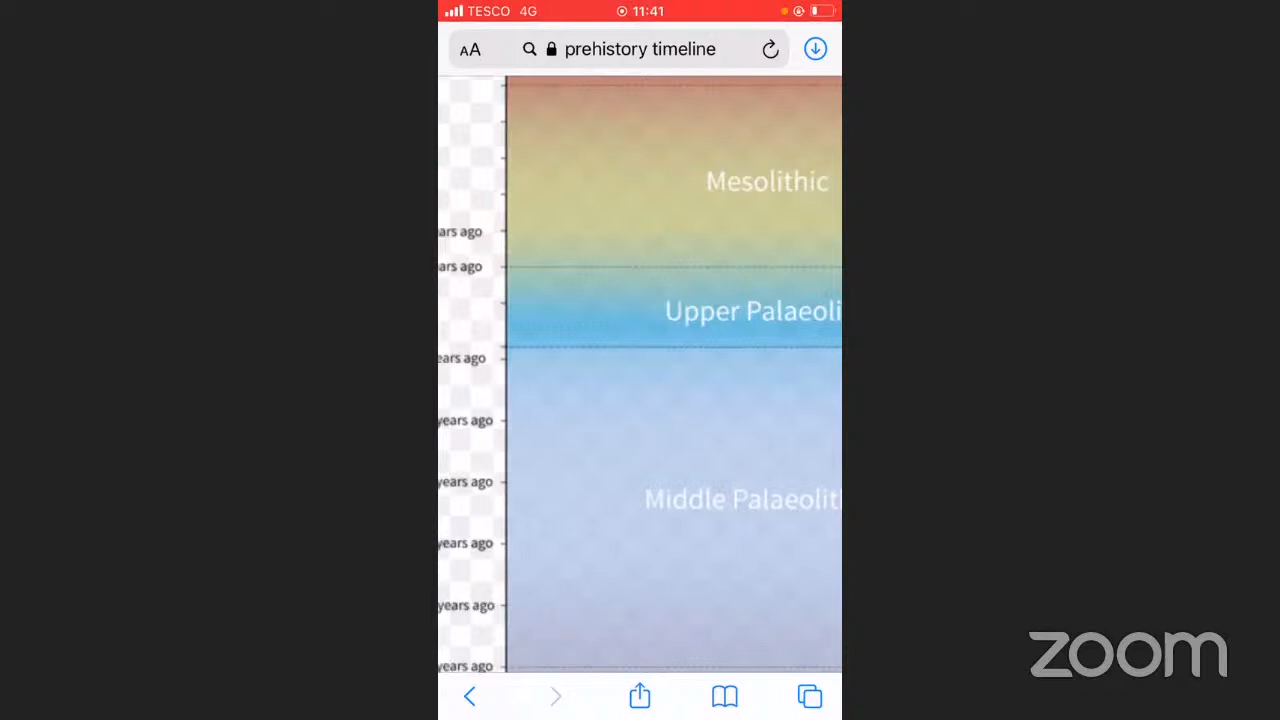 TESCO 4G 11:41
AA prehistory timeline
Mesolithic
ars ago
ars ago
Upper Palaeoli
ears ago
years ago
years ago
Middle Palaeolit
years ago
years ago
years ago
zoom